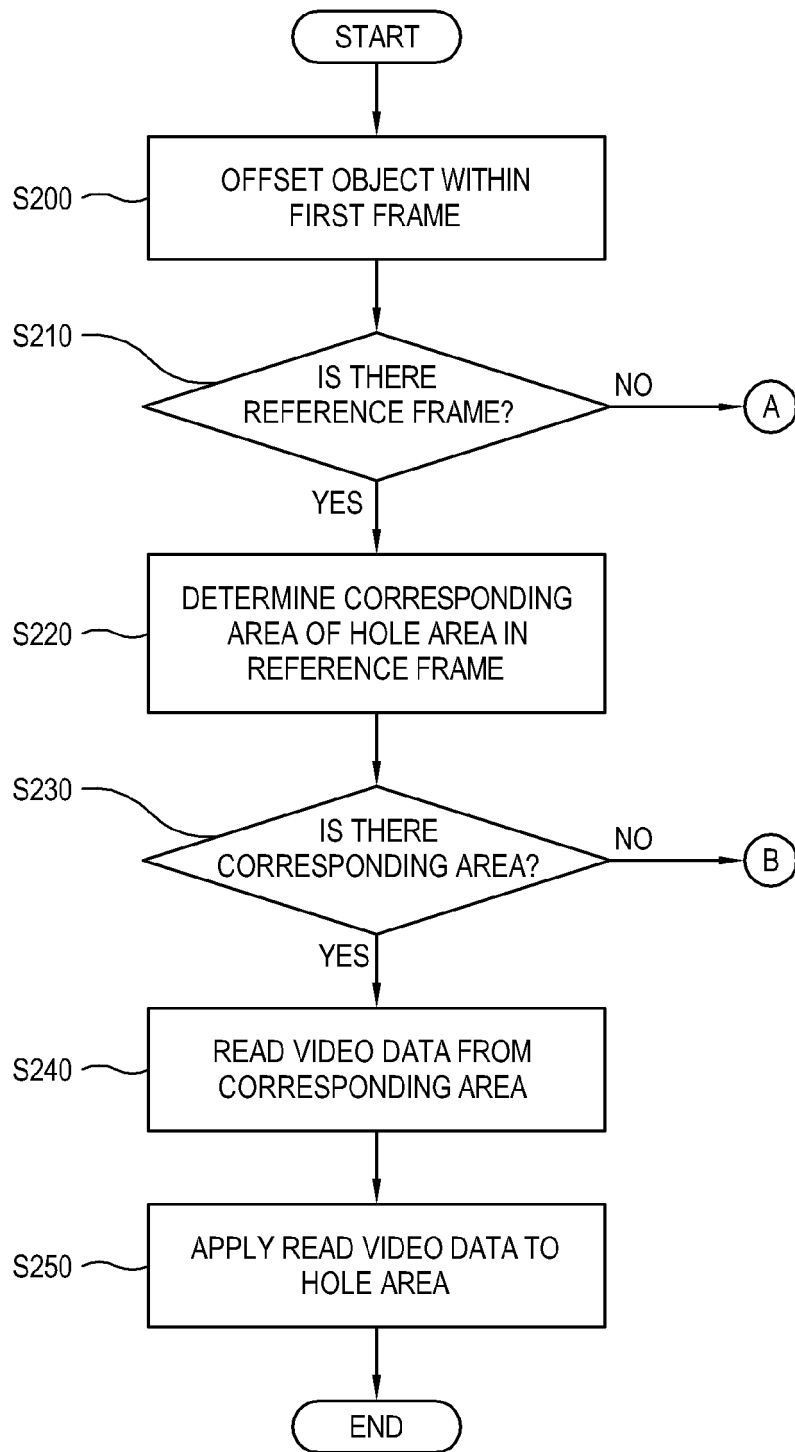 START
S200
OFFSET OBJECT WITHIN
FIRST FRAME
S210
IS THERE
REFERENCE FRAME?
NO
A
YES
S220
DETERMINE CORRESPONDING
AREA OF HOLE AREA IN
REFERENCE FRAME
S230
IS THERE
CORRESPONDING AREA?
NO
B
YES
S240
READ VIDEO DATA FROM
CORRESPONDING AREA
S250
APPLY READ VIDEO DATA TO
HOLE AREA
END